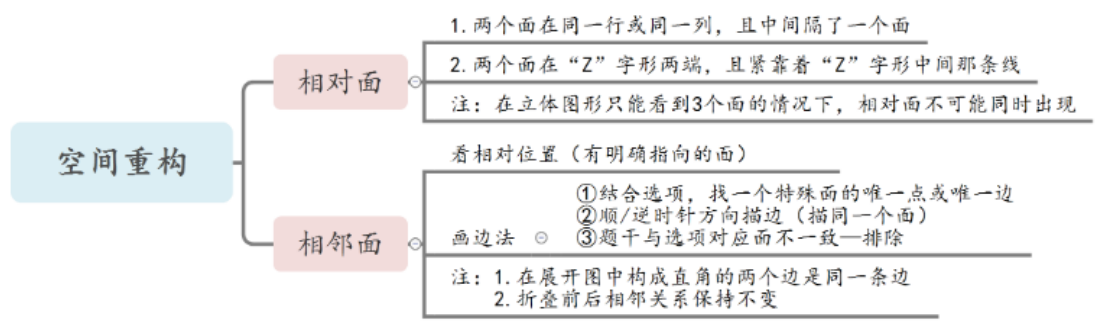 空间重构
相对面
1.两个面在同一行或同一列，且中间隔了一个面
2.两个面在“Z”字形两端，且紧靠着“Z”字形中间那条线
注：在立体图形只能看到3个面的情况下，相对面不可能同时出现
相邻面
看相对位置（有明确指向的面）
画边法
①结合选项，找一个特殊面的唯一点或唯一边
②顺/逆时针方向描边（描同一个面）
③题干与选项对应面不一致—排除
注：1.在展开图中构成直角的两个边是同一条边
2.折叠前后相邻关系保持不变